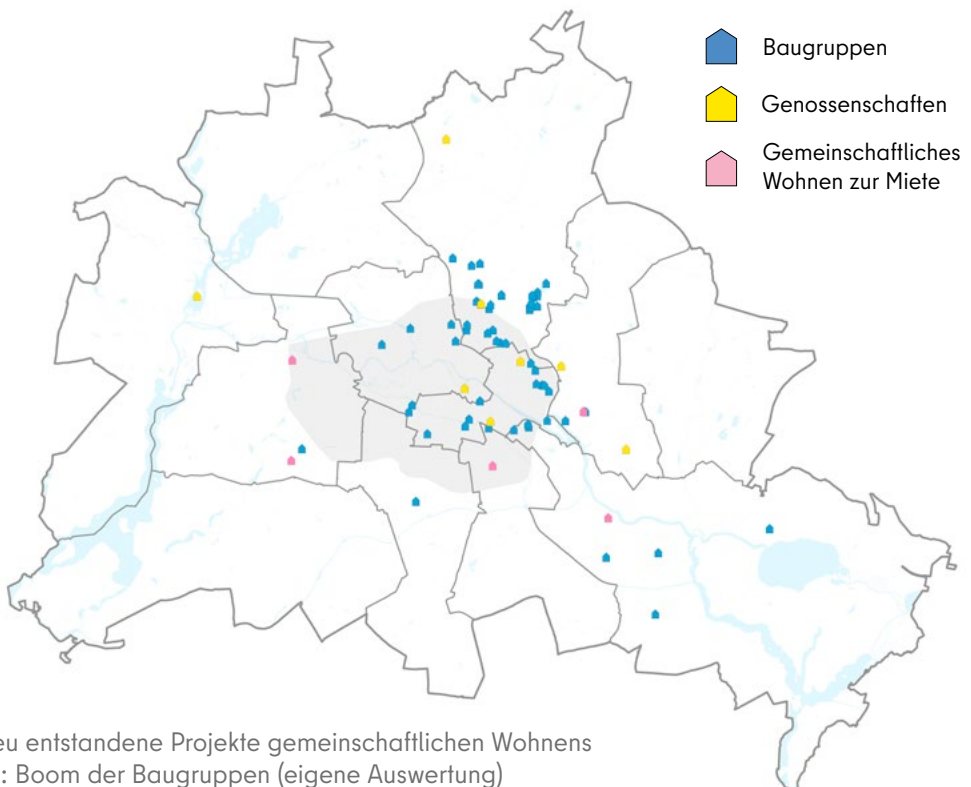 Baugruppen
Genossenschaften
Gemeinschaftliches
Wohnen zur Miete
eu entstandene Projekte gemeinschaftlichen Wohnens
: Boom der Baugruppen (eigene Auswertung)